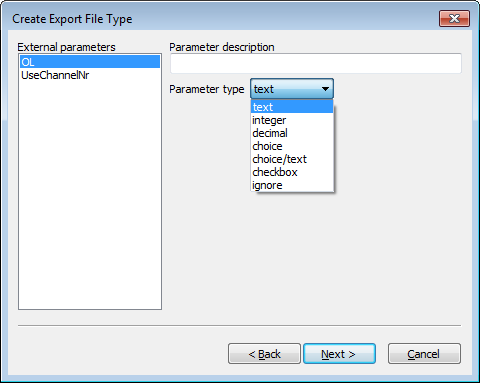 Create Export File Type
External parameters
OL
UseChannelNr
Parameter description
Parameter type text
text
integer
decimal
choice
choice/text
checkbox
ignore
< Back
Next >
Cancel